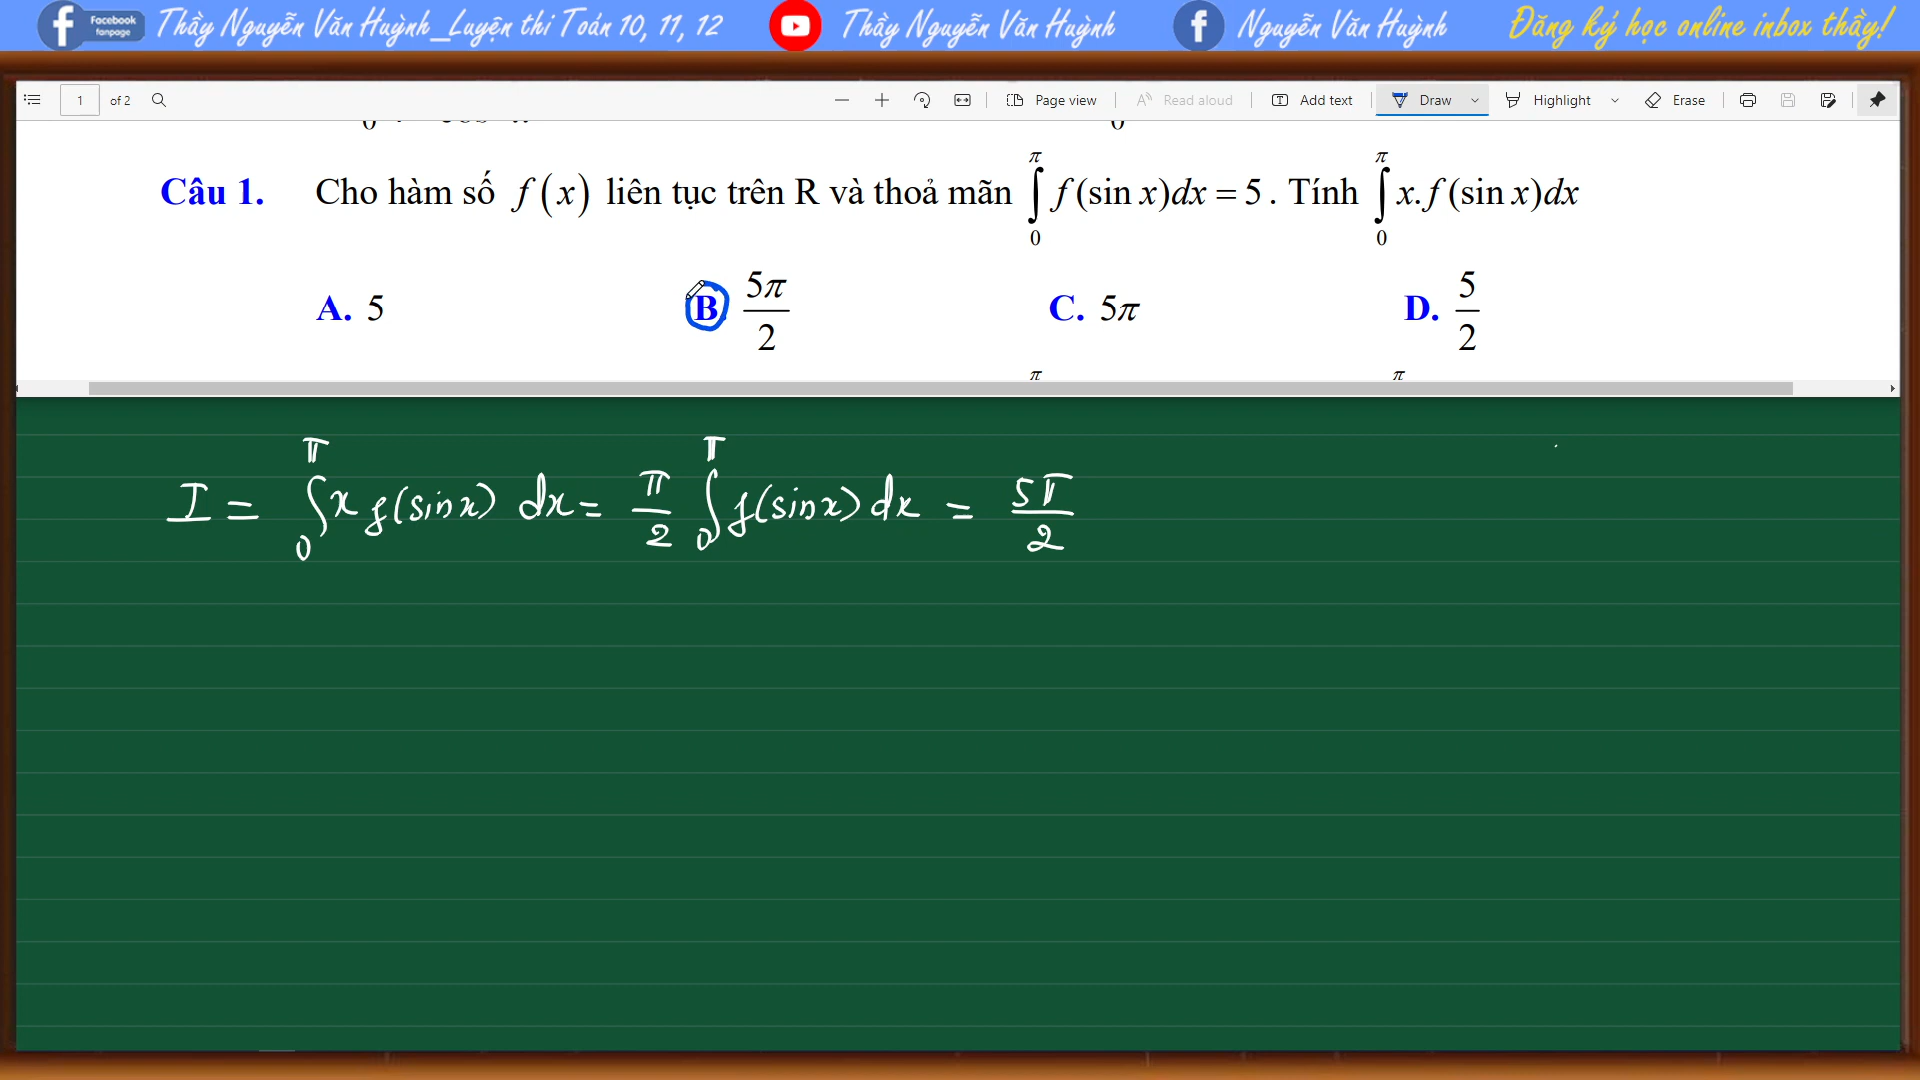 Facebook fanpage Thầy Nguyễn Văn Huỳnh_Luyện thi Toán 10, 11, 12 Thầy Nguyễn Văn Huỳnh Nguyễn Văn Huỳnh Đăng ký học online inbox thầy!
1 of 2 Page view Read aloud Add text Draw Highlight Erase
Câu 1. Cho hàm số f(x) liên tục trên R và thoả mãn ∫₀^π f(sin x)dx = 5. Tính ∫₀^π x.f(sin x)dx
A. 5 B 5π/2 C. 5π D. 5/2
π π
I = ∫₀^π x f(sinx) dx = π/2 ∫₀^π f(sinx) dx = 5π/2